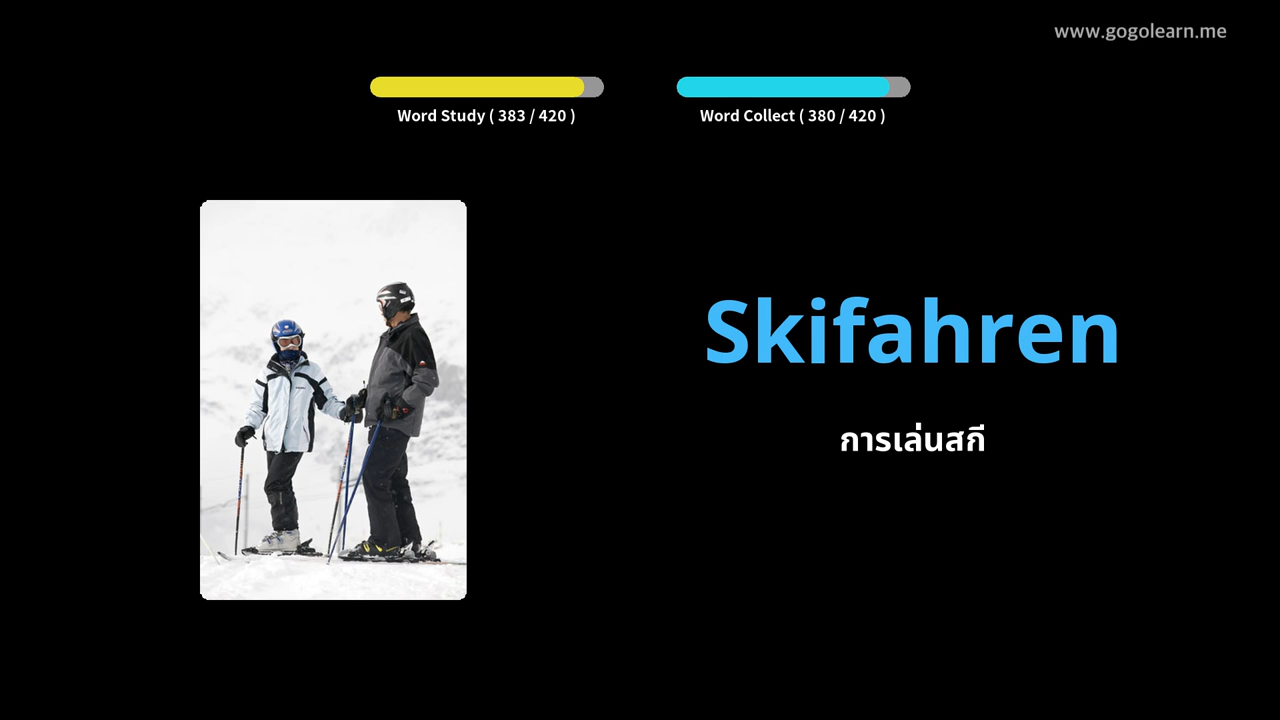 www.gogolearn.me
Word Study ( 383 / 420 )
Word Collect ( 380 / 420 )
Skifahren
การเล่นสกี